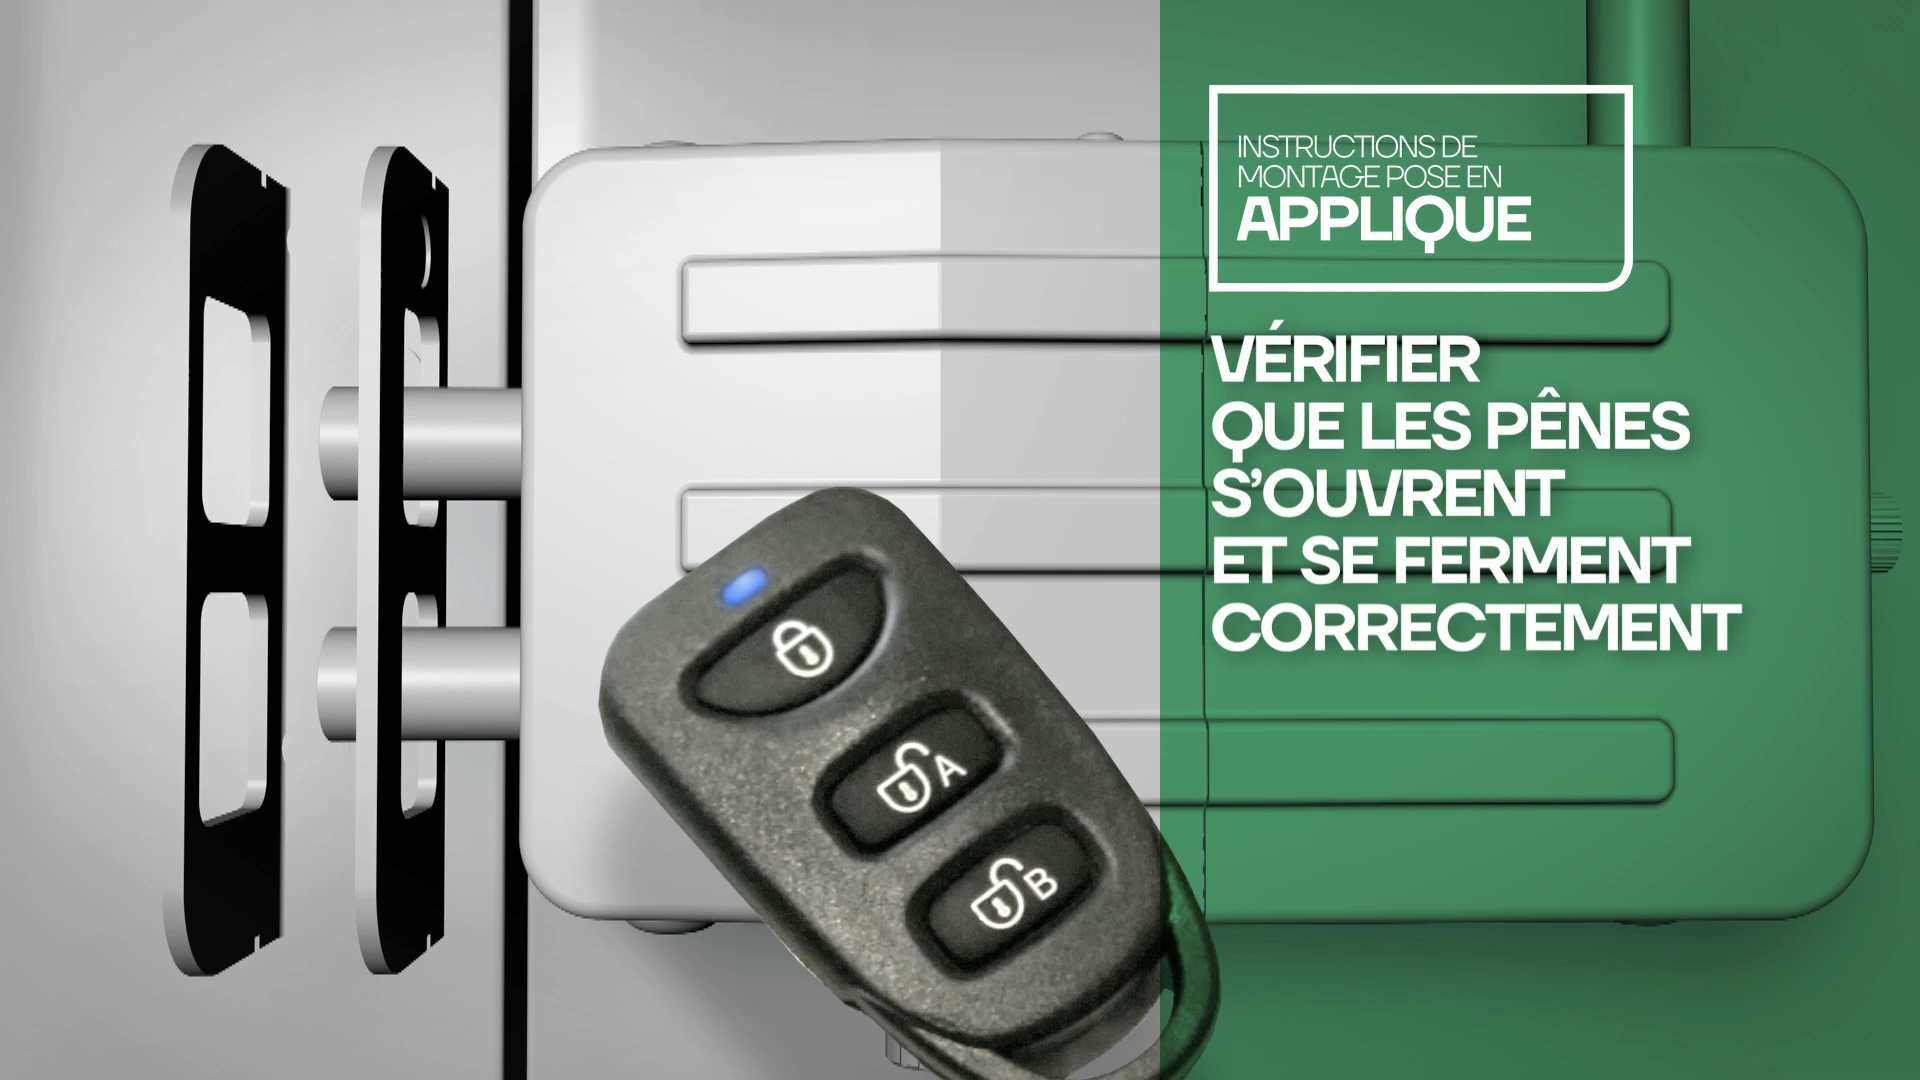 INSTRUCTIONS DE
MONTAGE POSE EN
APPLIQUE
VÉRIFIER
QUE LES PÊNES
S'OUVRENT
ET SE FERMENT
CORRECTEMENT
A
B